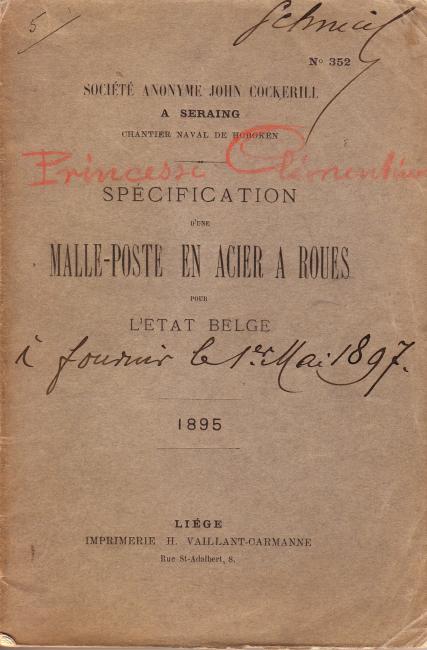 5
N° 352
SOCIÉTÉ ANONYME JOHN COCKERILL
A SERAING
CHANTIER NAVAL DE HOBOKEN
Princesse Clémentine
SPÉCIFICATION
D'UNE
MALLE-POSTE EN ACIER A ROUES
POUR
L'ETAT BELGE
à fournir le 1er Mai 1897.
1895
LIÉGE
IMPRIMERIE H. VAILLANT-CARMANNE
Rue St-Adalbert, 8.